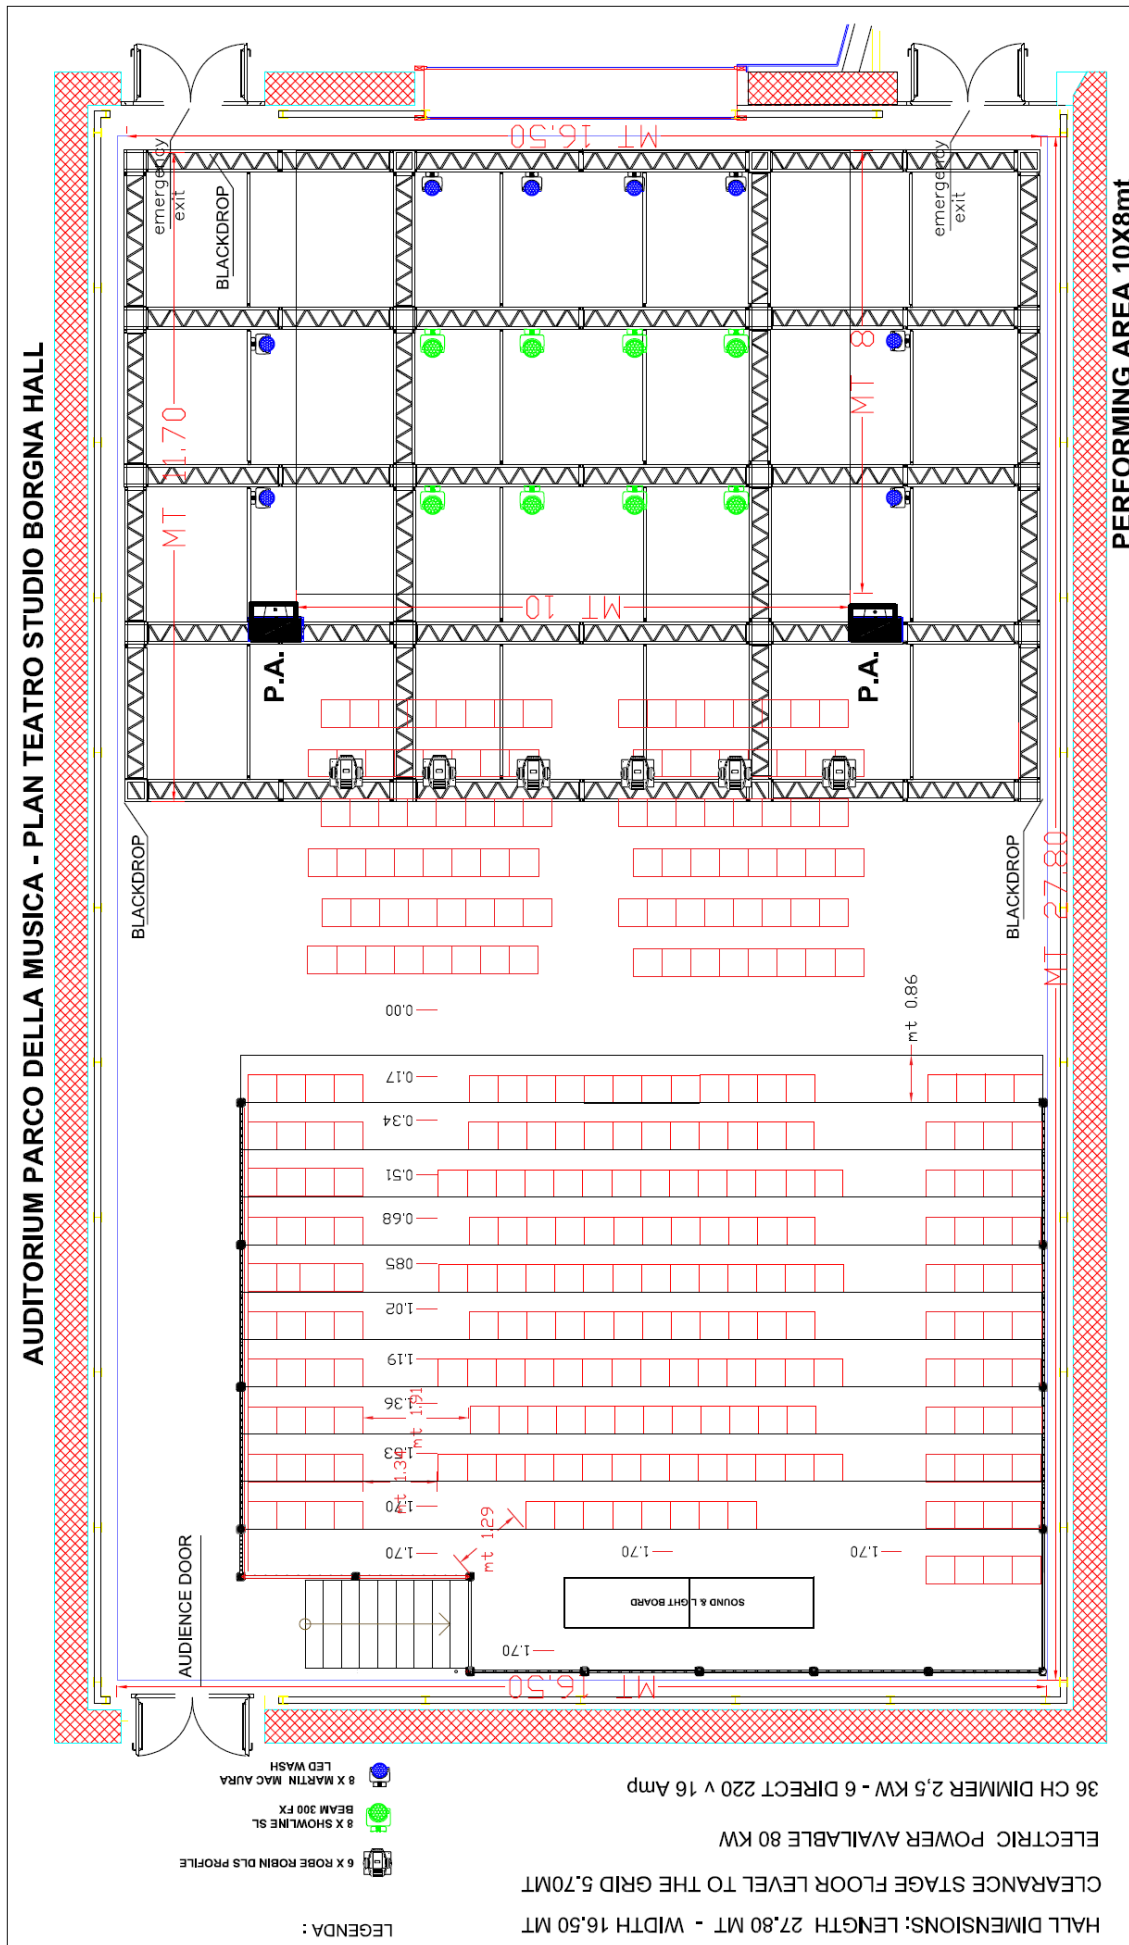 AUDITORIUM PARCO DELLA MUSICA - PLAN TEATRO STUDIO BORGNA HALL
PERFORMING AREA 10X8mt
MT 16.50
emergency
exit
BLACKDROP
emergency
exit
MT 11.70
MT 8
MT 10
P.A.
P.A.
BLACKDROP
BLACKDROP
MT 27.80
0.00
mt 0.86
0.17
0.34
0.51
0.68
085
1.02
1.19
1.36
mt 1.91
1.53
mt 1.34
1.70
mt 1.29
1.70
1.70
1.70
SOUND & LIGHT BOARD
1.70
AUDIENCE DOOR
MT 16.50
HALL DIMENSIONS: LENGTH 27.80 MT - WIDTH 16.50 MT
CLEARANCE STAGE FLOOR LEVEL TO THE GRID 5.70MT
ELECTRIC POWER AVAILABLE 80 KW
36 CH DIMMER 2,5 KW - 6 DIRECT 220 v 16 Amp
LEGENDA :
6 X ROBE ROBIN DLS PROFILE
8 X SHOWLINE SL
BEAM 300 FX
8 X MARTIN MAC AURA
LED WASH